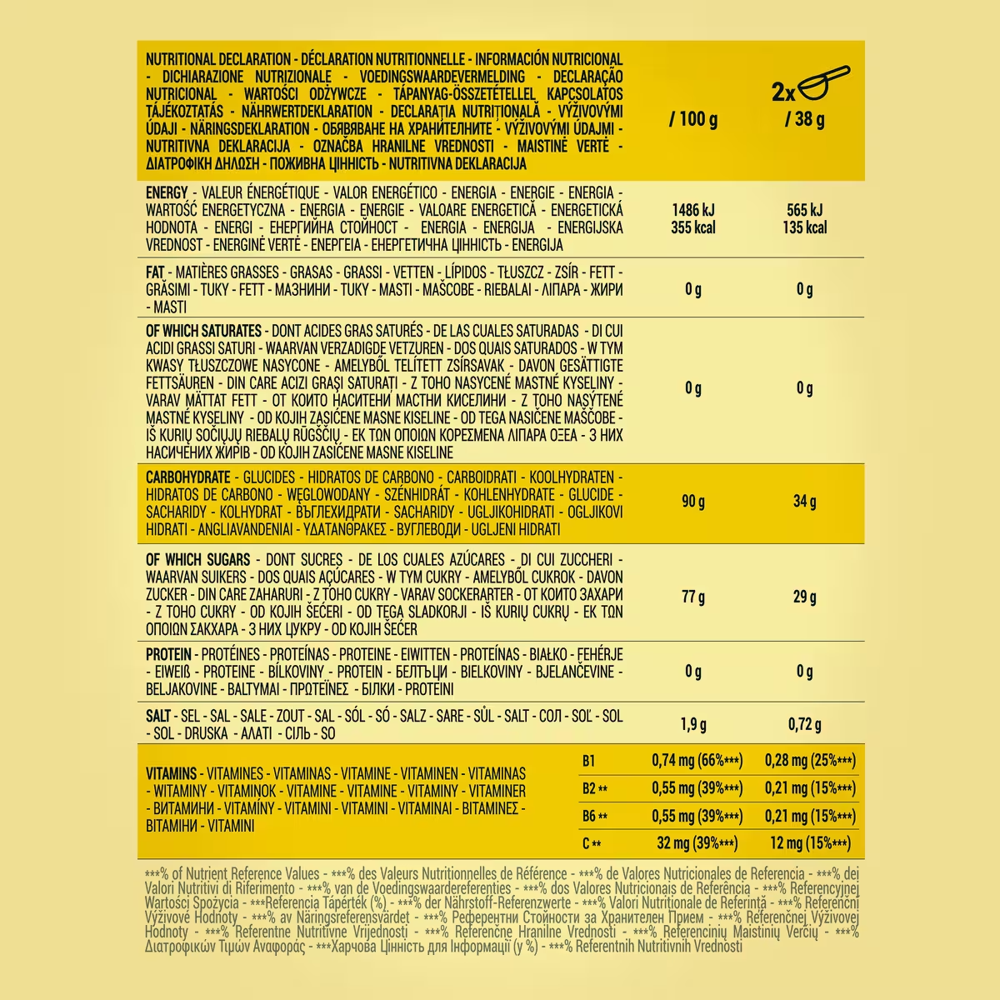 NUTRITIONAL DECLARATION - DÉCLARATION NUTRITIONNELLE - INFORMACIÓN NUTRICIONAL
- DICHIARAZIONE NUTRIZIONALE - VOEDINGSWAARDEVERMELDING - DECLARAÇÃO
NUTRICIONAL - WARTOŚCI ODŻYWCZE - TÁPANYAG-ÖSSZETÉTELLEL KAPCSOLATOS
TÁJÉKOZTATÁS - NÄHRWERTDEKLARATION - DECLARAȚIA NUTRIȚIONALĂ - VÝŽIVOVÝMI
ÚDAJI - NÄRINGSDEKLARATION - ОБЯВЯВАНЕ НА ХРАНИТЕЛНИТЕ - VÝŽIVOVÝMI ÚDAJMI -
NUTRITIVNA DEKLARACIJA - OZNAČBA HRANILNE VREDNOSTI - MAISTINĖ VERTĖ -
ΔΙΑΤΡΟΦΙΚΗ ΔΗΛΩΣΗ - ПОЖИВНА ЦІННІСТЬ - NUTRITIVNA DEKLARACIJA
/ 100 g
2x
/ 38 g
ENERGY - VALEUR ÉNERGÉTIQUE - VALOR ENERGÉTICO - ENERGIA - ENERGIE - ENERGIA -
WARTOŚĆ ENERGETYCZNA - ENERGIA - ENERGIE - VALOARE ENERGETICĂ - ENERGETICKÁ
HODNOTA - ENERGI - ЕНЕРГИЙНА СТОЙНОСТ - ENERGIA - ENERGIJA - ENERGIJSKA
VREDNOST - ENERGINĖ VERTĖ - ΕΝΕΡΓΕΙΑ - ЕНЕРГЕТИЧНА ЦІННІСТЬ - ENERGIJA
1486 kJ 565 kJ
355 kcal 135 kcal
FAT - MATIÈRES GRASSES - GRASAS - GRASSI - VETTEN - LÍPIDOS - TŁUSZCZ - ZSÍR - FETT -
GRĂSIMI - TUKY - FETT - МАЗНИНИ - TUKY - MASTI - MAŠČOBE - RIEBALAI - ΛΙΠΑΡΑ - ЖИРИ
- MASTI
0 g 0 g
OF WHICH SATURATES - DONT ACIDES GRAS SATURÉS - DE LAS CUALES SATURADAS - DI CUI
ACIDI GRASSI SATURI - WAARVAN VERZADIGDE VETZUREN - DOS QUAIS SATURADOS - W TYM
KWASY TŁUSZCZOWE NASYCONE - AMELYBŐL TELÍTETT ZSÍRSAVAK - DAVON GESÄTTIGTE
FETTSÄUREN - DIN CARE ACIZI GRAȘI SATURAȚI - Z TOHO NASYCENÉ MASTNÉ KYSELINY -
VARAV MÄTTAT FETT - ОТ КОИТО НАСИТЕНИ МАСТНИ КИСЕЛИНИ - Z TOHO NASÝTENÉ
MASTNÉ KYSELINY - OD KOJIH ZASIĆENE MASNE KISELINE - OD TEGA NASIČENE MAŠČOBE -
IŠ KURIŲ SOČIŲJŲ RIEBALŲ RŪGŠČIŲ - ΕΚ ΤΩΝ ΟΠΟΙΩΝ ΚΟΡΕΣΜΕΝΑ ΛΙΠΑΡΑ ΟΞΕΑ - З НИХ
НАСИЧЕНИХ ЖИРІВ - OD KOJIH ZASIĆENE MASNE KISELINE
0 g 0 g
CARBOHYDRATE - GLUCIDES - HIDRATOS DE CARBONO - CARBOIDRATI - KOOLHYDRATEN -
HIDRATOS DE CARBONO - WĘGLOWODANY - SZÉNHIDRÁT - KOHLENHYDRATE - GLUCIDE -
SACHARIDY - KOLHYDRAT - ВЪГЛЕХИДРАТИ - SACHARIDY - UGLJIKOHIDRATI - OGLJIKOVI
HIDRATI - ANGLIAVANDENIAI - ΥΔΑΤΑΝΘΡΑΚΕΣ - ВУГЛЕВОДИ - UGLJENI HIDRATI
90 g 34 g
OF WHICH SUGARS - DONT SUCRES - DE LOS CUALES AZÚCARES - DI CUI ZUCCHERI -
WAARVAN SUIKERS - DOS QUAIS AÇÚCARES - W TYM CUKRY - AMELYBŐL CUKROK - DAVON
ZUCKER - DIN CARE ZAHARURI - Z TOHO CUKRY - VARAV SOCKERARTER - ОТ КОИТО ЗАХАРИ
- Z TOHO CUKRY - OD KOJIH ŠEĆERI - OD TEGA SLADKORJI - IŠ KURIŲ CUKRŲ - ΕΚ ΤΩΝ
ΟΠΟΙΩΝ ΣΑΚΧΑΡΑ - З НИХ ЦУКРУ - OD KOJIH ŠEĆER
77 g 29 g
PROTEIN - PROTÉINES - PROTEÍNAS - PROTEINE - EIWITTEN - PROTEÍNAS - BIAŁKO - FEHÉRJE
- EIWEIß - PROTEINE - BÍLKOVINY - PROTEIN - БЕЛТЪЦИ - BIELKOVINY - BJELANČEVINE -
BELJAKOVINE - BALTYMAI - ΠΡΩΤΕΪΝΕΣ - БІЛКИ - PROTEINI
0 g 0 g
SALT - SEL - SAL - SALE - ZOUT - SAL - SÓL - SÓ - SALZ - SARE - SŮL - SALT - СОЛ - SOĽ - SOL
- SOL - DRUSKA - ΑΛΑΤΙ - СІЛЬ - SO
1,9 g 0,72 g
VITAMINS - VITAMINES - VITAMINAS - VITAMINE - VITAMINEN - VITAMINAS
- WITAMINY - VITAMINOK - VITAMINE - VITAMINE - VITAMINY - VITAMINER
- ВИТАМИНИ - VITAMÍNY - VITAMINI - VITAMINI - VITAMINAI - ΒΙΤΑΜΙΝΕΣ -
ВІТАМІНИ - VITAMINI
B1 0,74 mg (66%***) 0,28 mg (25%***)
B2 ** 0,55 mg (39%***) 0,21 mg (15%***)
B6 ** 0,55 mg (39%***) 0,21 mg (15%***)
C ** 32 mg (39%***) 12 mg (15%***)
***% of Nutrient Reference Values - ***% des Valeurs Nutritionnelles de Référence - ***% de Valores Nutricionales de Referencia - ***% dei
Valori Nutritivi di Riferimento - ***% van de Voedingswaardereferenties - ***% dos Valores Nutricionais de Referência - ***% Referencyjnej
Wartości Spożycia - ***Referencia Tápérték (%) - ***% der Nährstoff-Referenzwerte - ***% Valori Nutritionale de Referință - ***% Referenční
Výživové Hodnoty - ***% av Näringsreferensvärdet - ***% Референтни Стойности за Хранителен Прием - ***% Referenčnej Výživovej
Hodnoty - ***% Referentne Nutritivne Vrijednosti - ***% Referenčne Hranilne Vrednosti - ***% Referencinių Maistinių Verčių - ***%
Διατροφικών Τιμών Αναφοράς - ***Харчова Цінність для Інформації (у %) - ***% Referentnih Nutritivnih Vrednosti